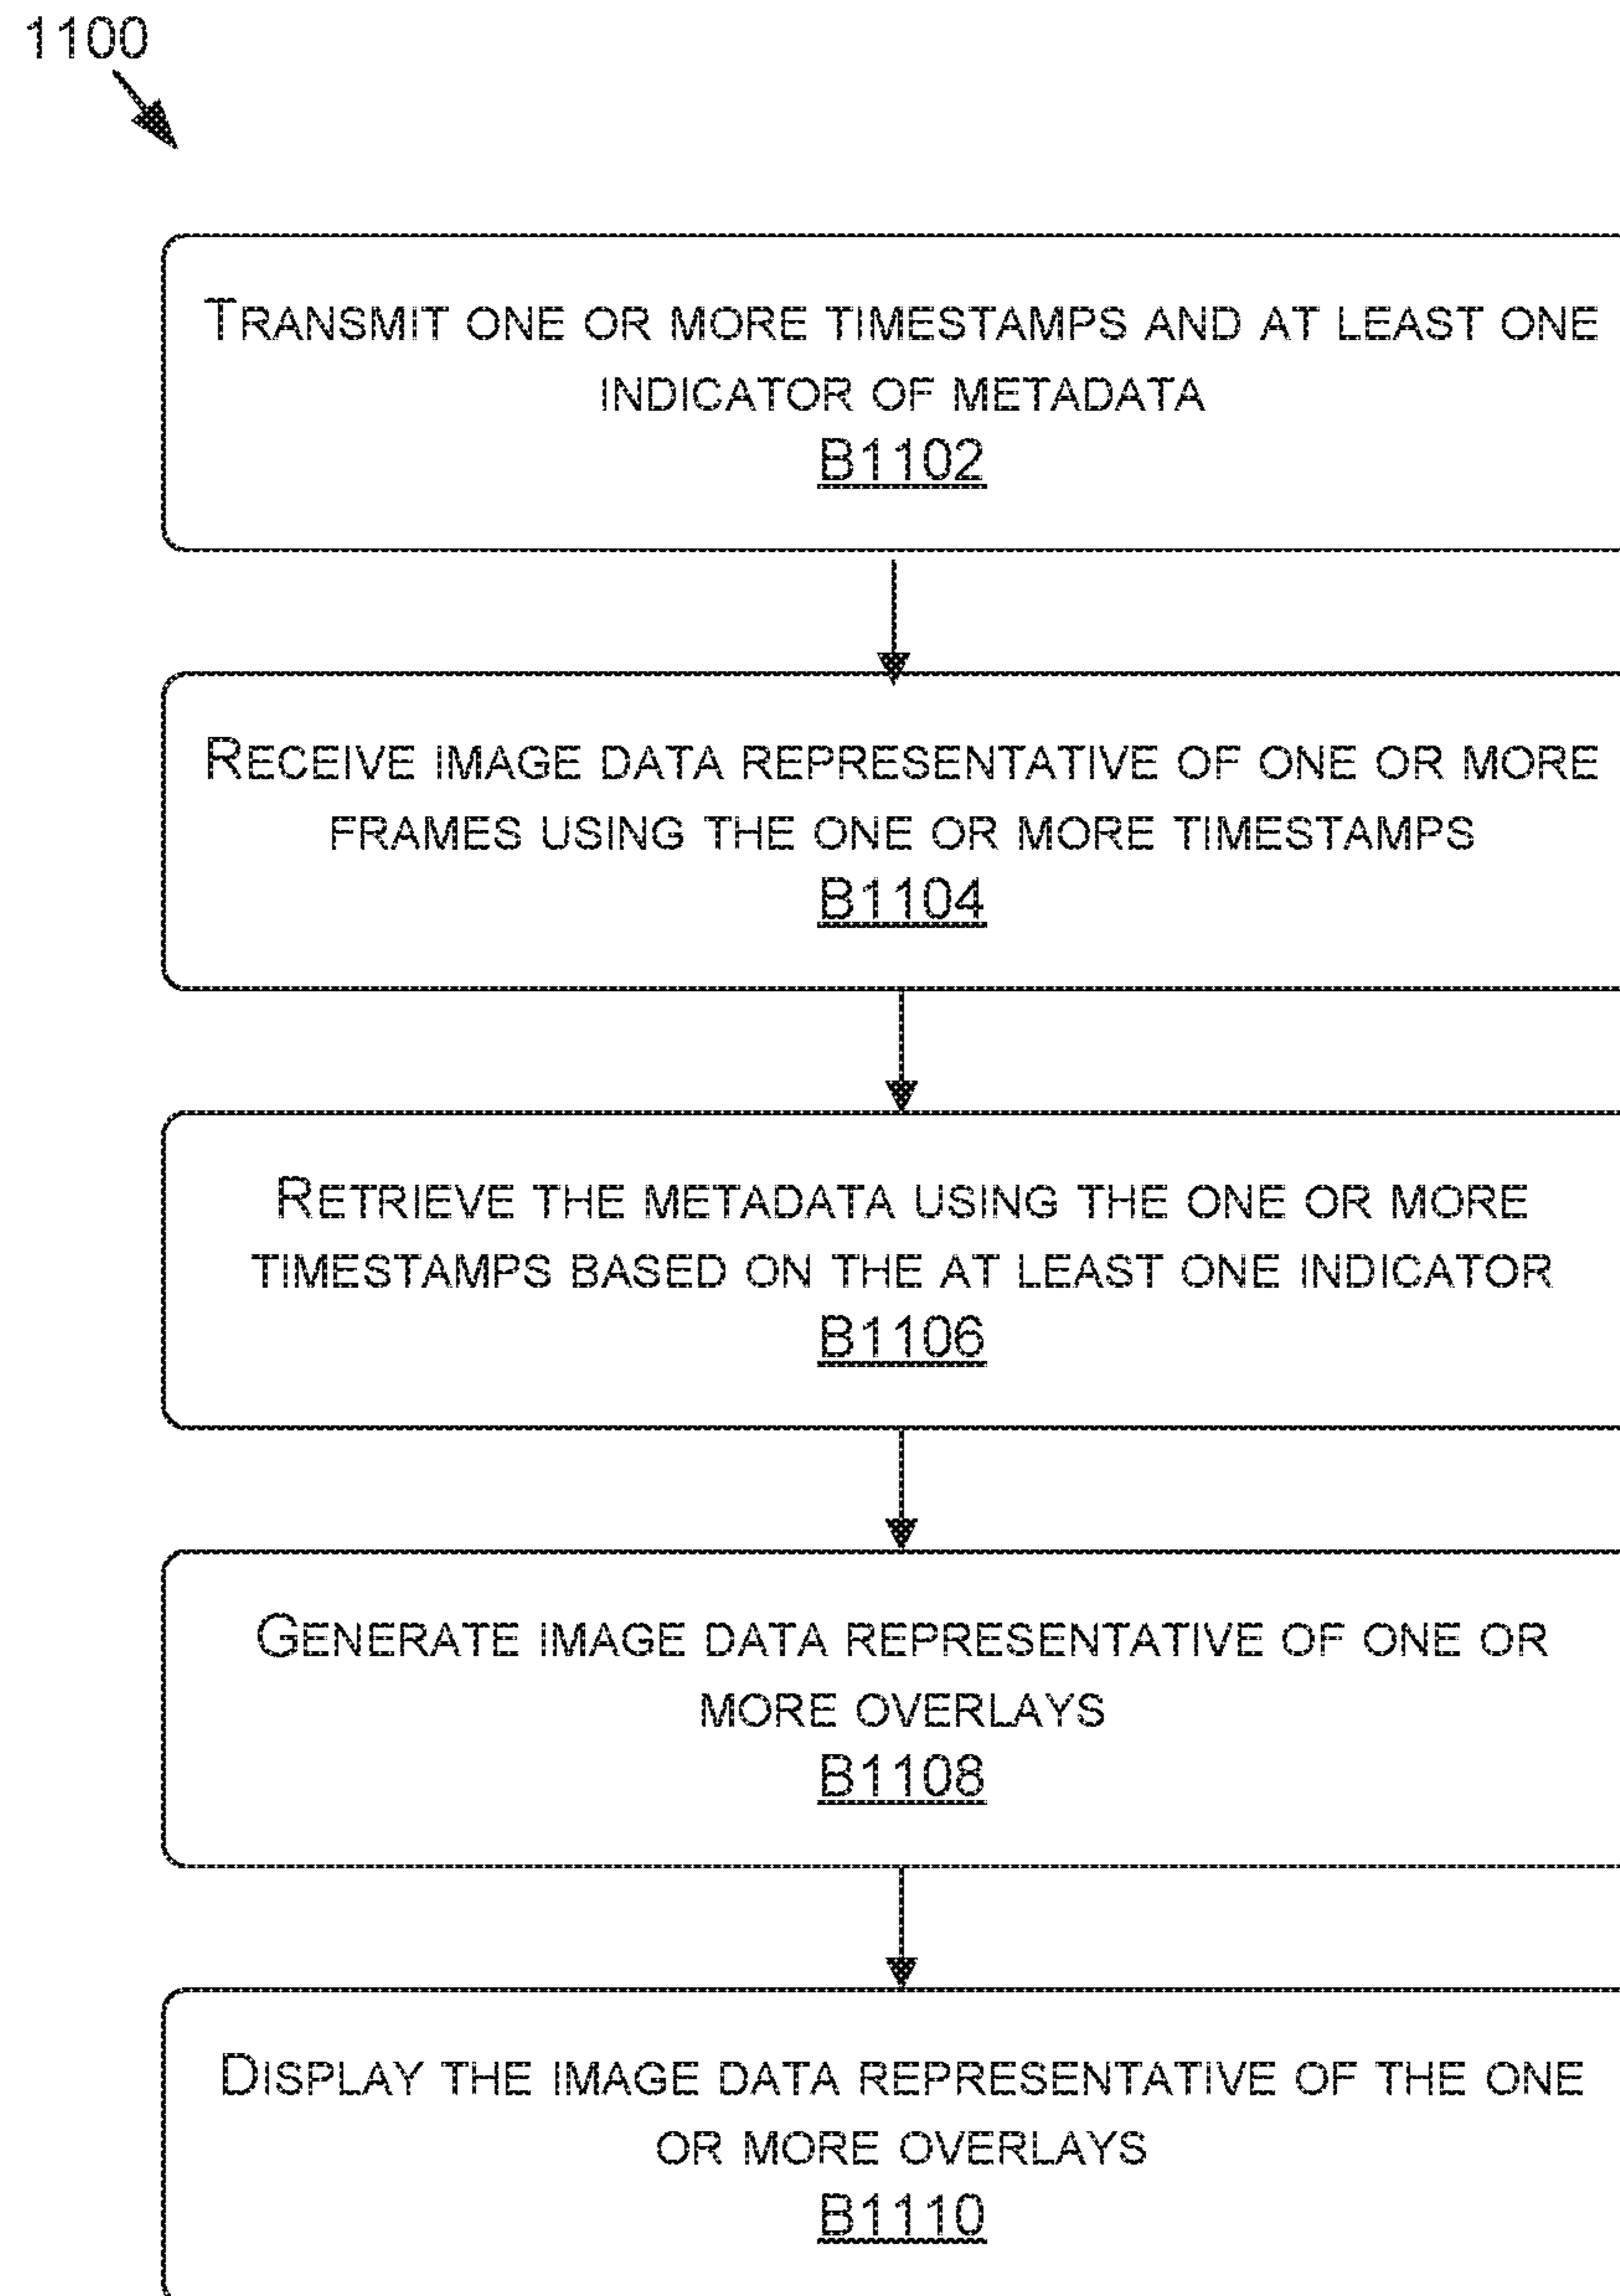 1100
TRANSMIT ONE OR MORE TIMESTAMPS AND AT LEAST ONE
INDICATOR OF METADATA
B1102
RECEIVE IMAGE DATA REPRESENTATIVE OF ONE OR MORE
FRAMES USING THE ONE OR MORE TIMESTAMPS
B1104
RETRIEVE THE METADATA USING THE ONE OR MORE
TIMESTAMPS BASED ON THE AT LEAST ONE INDICATOR
B1106
GENERATE IMAGE DATA REPRESENTATIVE OF ONE OR
MORE OVERLAYS
B1108
DISPLAY THE IMAGE DATA REPRESENTATIVE OF THE ONE
OR MORE OVERLAYS
B1110